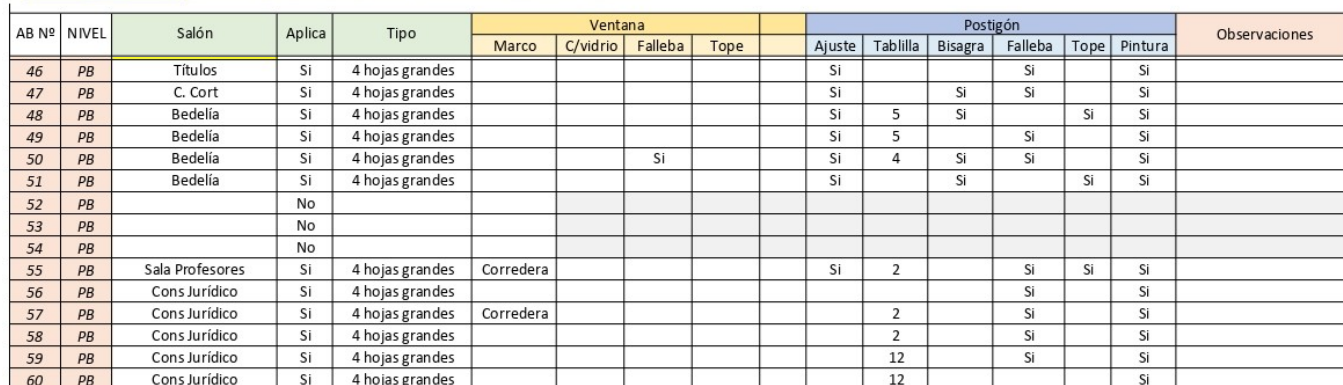 AB Nº NIVEL Salón Aplica Tipo Ventana Postigón Observaciones
Marco C/vidrio Falleba Tope Ajuste Tablilla Bisagra Falleba Tope Pintura
46 PB Títulos Si 4 hojas grandes Si Si Si
47 PB C. Cort Si 4 hojas grandes Si Si Si Si
48 PB Bedelía Si 4 hojas grandes Si 5 Si Si Si
49 PB Bedelía Si 4 hojas grandes Si 5 Si Si
50 PB Bedelía Si 4 hojas grandes Si Si 4 Si Si Si
51 PB Bedelía Si 4 hojas grandes Si Si Si Si
52 PB No
53 PB No
54 PB No
55 PB Sala Profesores Si 4 hojas grandes Corredera Si 2 Si Si Si
56 PB Cons Jurídico Si 4 hojas grandes Si Si
57 PB Cons Jurídico Si 4 hojas grandes Corredera 2 Si Si
58 PB Cons Jurídico Si 4 hojas grandes 2 Si Si
59 PB Cons Jurídico Si 4 hojas grandes 12 Si Si
60 PB Cons Jurídico Si 4 hojas grandes 12 Si